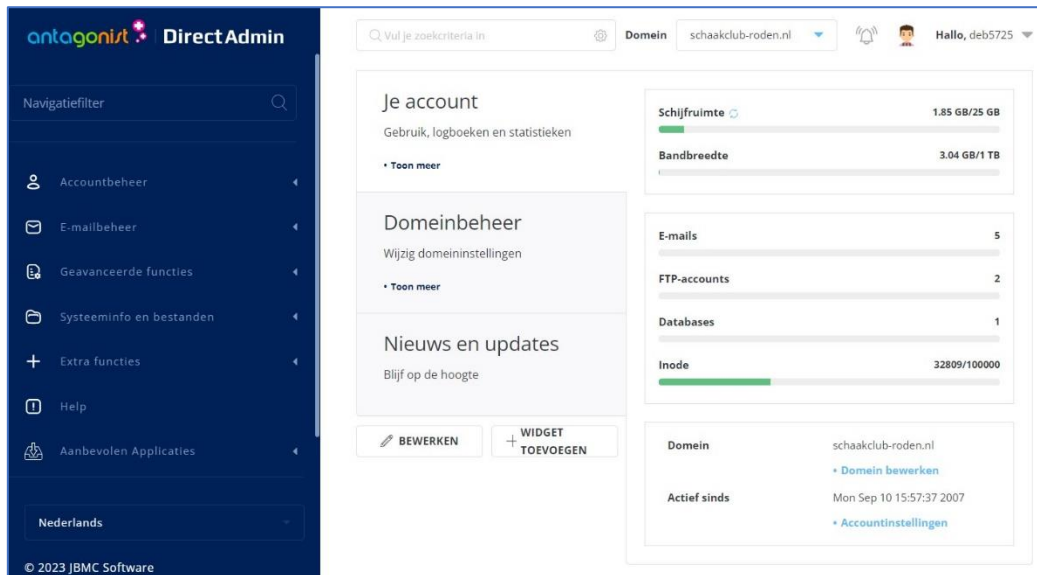 antagonist DirectAdmin
Navigatiefilter
Accountbeheer
E-mailbeheer
Geavanceerde functies
Systeeminfo en bestanden
Extra functies
Help
Aanbevolen Applicaties
Nederlands
© 2023 JBMC Software
Vul je zoekcriteria in
Domein schaakclub-roden.nl
Hallo, deb5725
Je account
Gebruik, logboeken en statistieken
• Toon meer
Domeinbeheer
Wijzig domeininstellingen
• Toon meer
Nieuws en updates
Blijf op de hoogte
BEWERKEN
WIDGET
TOEVOEGEN
Schijfruimte 1.85 GB/25 GB
Bandbreedte 3.04 GB/1 TB
E-mails 5
FTP-accounts 2
Databases 1
Inode 32809/100000
Domein schaakclub-roden.nl
• Domein bewerken
Actief sinds Mon Sep 10 15:57:37 2007
• Accountinstellingen